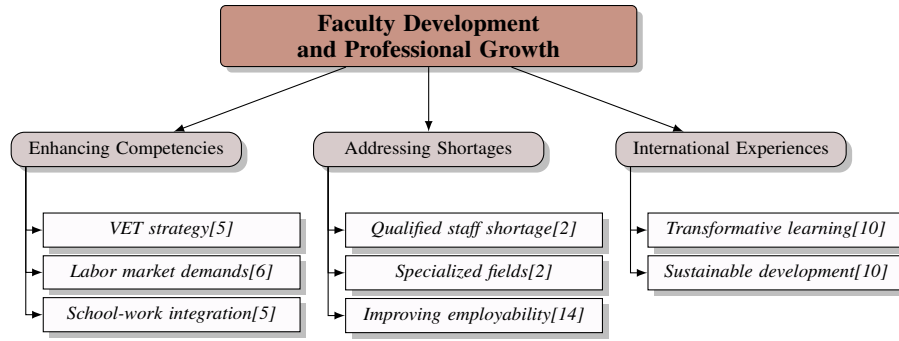 Faculty Development
and Professional Growth
Enhancing Competencies
Addressing Shortages
International Experiences
VET strategy[5]
Qualified staff shortage[2]
Transformative learning[10]
Labor market demands[6]
Specialized fields[2]
Sustainable development[10]
School-work integration[5]
Improving employability[14]